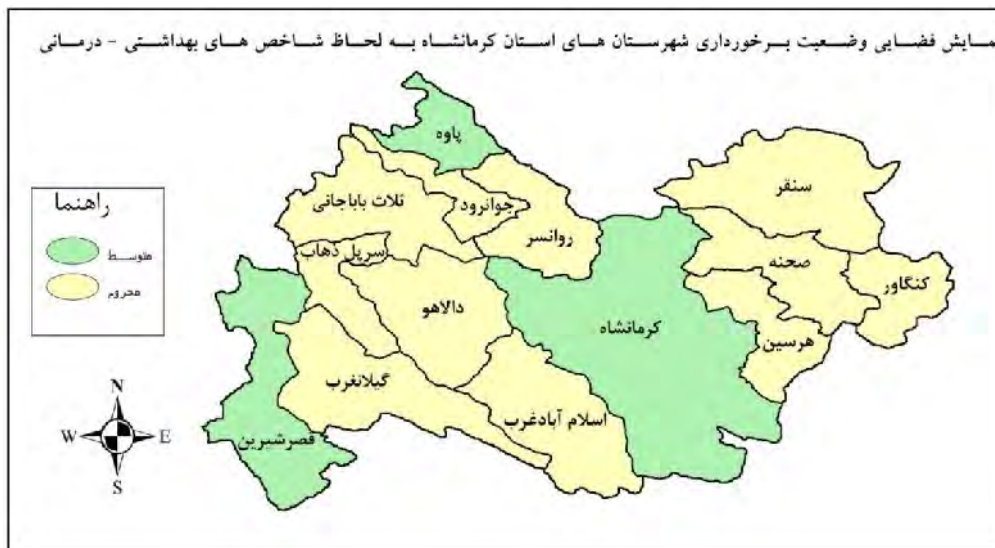 مایش فضایی وضعیت برخورداری شهرستان های استان کرمانشاه به لحاظ شاخص های بهداشتی - درمانی
پاوه
سنقر
راهنما
ثلاث باباجانی
جوانرود
روانسر
متوسط
سرپل ذهاب
صحنه
کنگاور
محروم
دالاهو
کرمانشاه
هرسین
گیلانغرب
اسلام آبادغرب
قصرشیرین
N
W
E
S